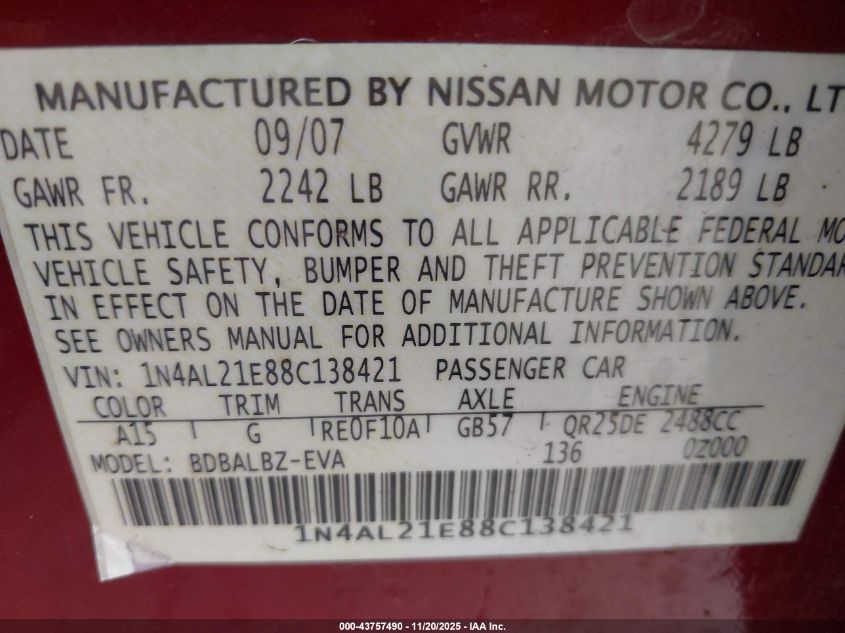 MANUFACTURED BY NISSAN MOTOR CO., LT
DATE 09/07 GVWR 4279 LB
GAWR FR. 2242 LB GAWR RR. 2189 LB
THIS VEHICLE CONFORMS TO ALL APPLICABLE FEDERAL MO
VEHICLE SAFETY, BUMPER AND THEFT PREVENTION STANDAR
IN EFFECT ON THE DATE OF MANUFACTURE SHOWN ABOVE.
SEE OWNERS MANUAL FOR ADDITIONAL INFORMATION.
VIN: 1N4AL21E88C138421 PASSENGER CAR
COLOR TRIM TRANS AXLE ENGINE
A15 G RE0F10A GB57 QR25DE 2488CC
MODEL: BDBALBZ-EVA 136 0Z000
1N4AL21E88C138421
000-43757490 - 11/20/2025 - IAA, Inc.